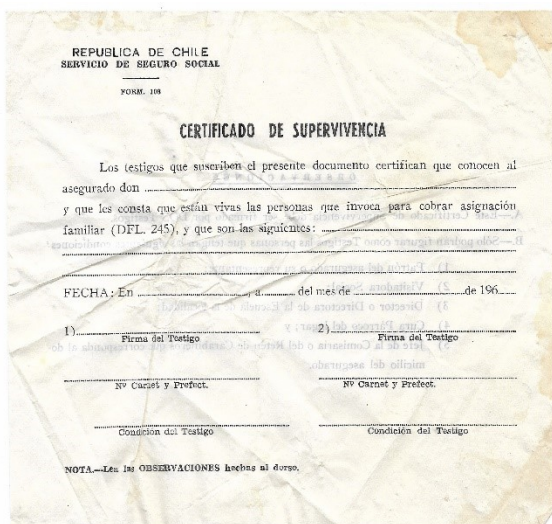 REPUBLICA DE CHILE
SERVICIO DE SEGURO SOCIAL
FORM. 108
CERTIFICADO DE SUPERVIVENCIA
Los testigos que suscriben el presente documento certifican que conocen al
asegurado don
y que les consta que están vivas las personas que invoca para cobrar asignación
familiar (DFL. 245), y que son las siguientes:
FECHA: En , a del mes de de 196
1) 2)
Firma del Testigo Firma del Testigo
Nº Carnet y Prefect. Nº Carnet y Prefect.
Condición del Testigo Condición del Testigo
NOTA.—Lea las OBSERVACIONES hechas al dorso.